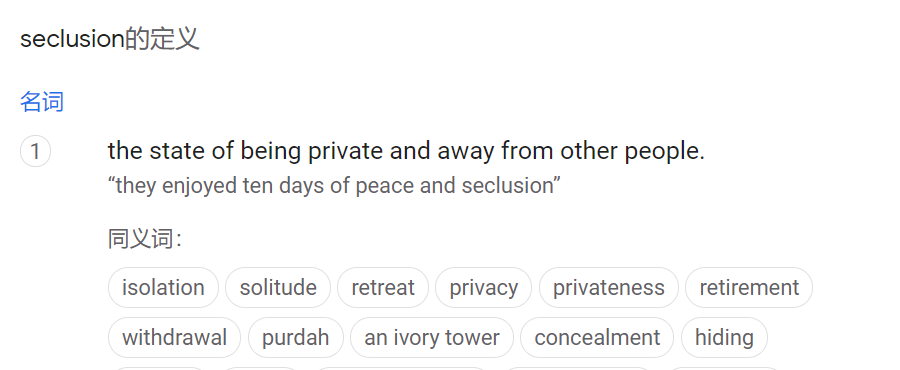 seclusion的定义
名词
1 the state of being private and away from other people.
“they enjoyed ten days of peace and seclusion”
同义词：
isolation solitude retreat privacy privateness retirement
withdrawal purdah an ivory tower concealment hiding